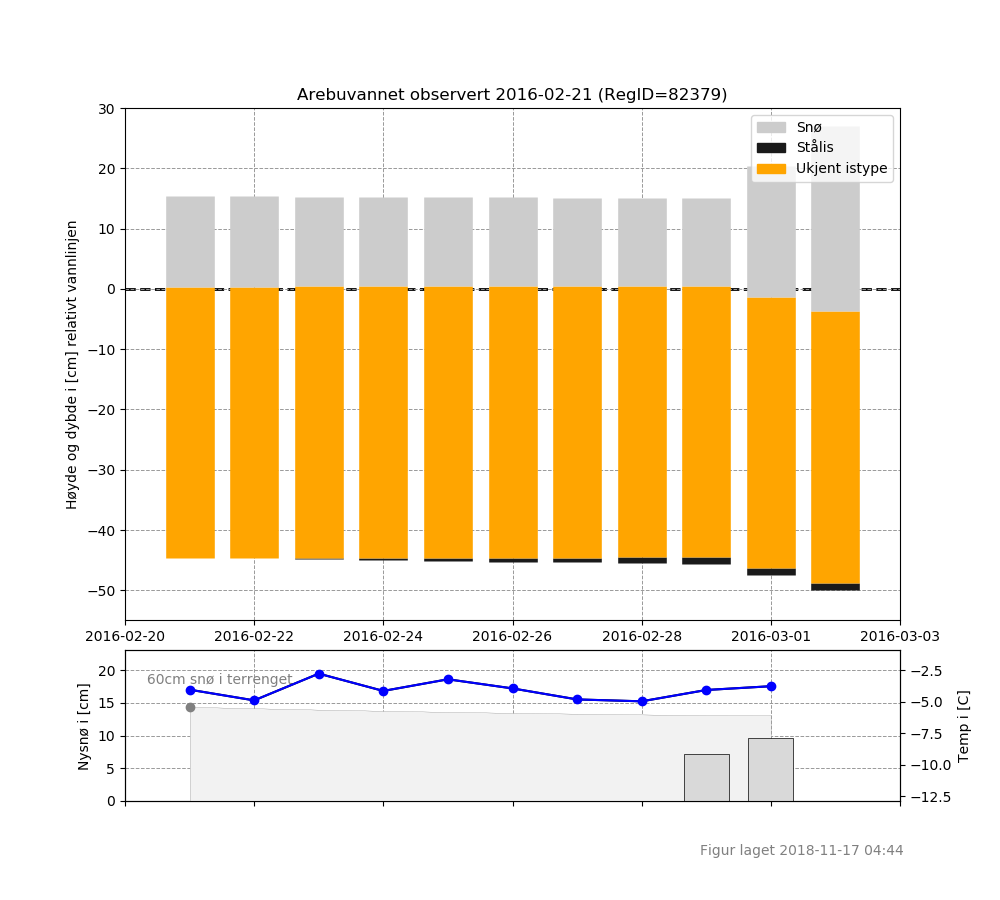 Arebuvannet observert 2016-02-21 (RegID=82379)
Snø
Stålis
Ukjent istype
Høyde og dybde i [cm] relativt vannlinjen
30
20
10
0
−10
−20
−30
−40
−50
2016-02-20 2016-02-22 2016-02-24 2016-02-26 2016-02-28 2016-03-01 2016-03-03
60cm snø i terrenget
Nysnø i [cm]
20
15
10
5
0
−2.5
−5.0
−7.5
−10.0
−12.5
Temp i [C]
Figur laget 2018-11-17 04:44